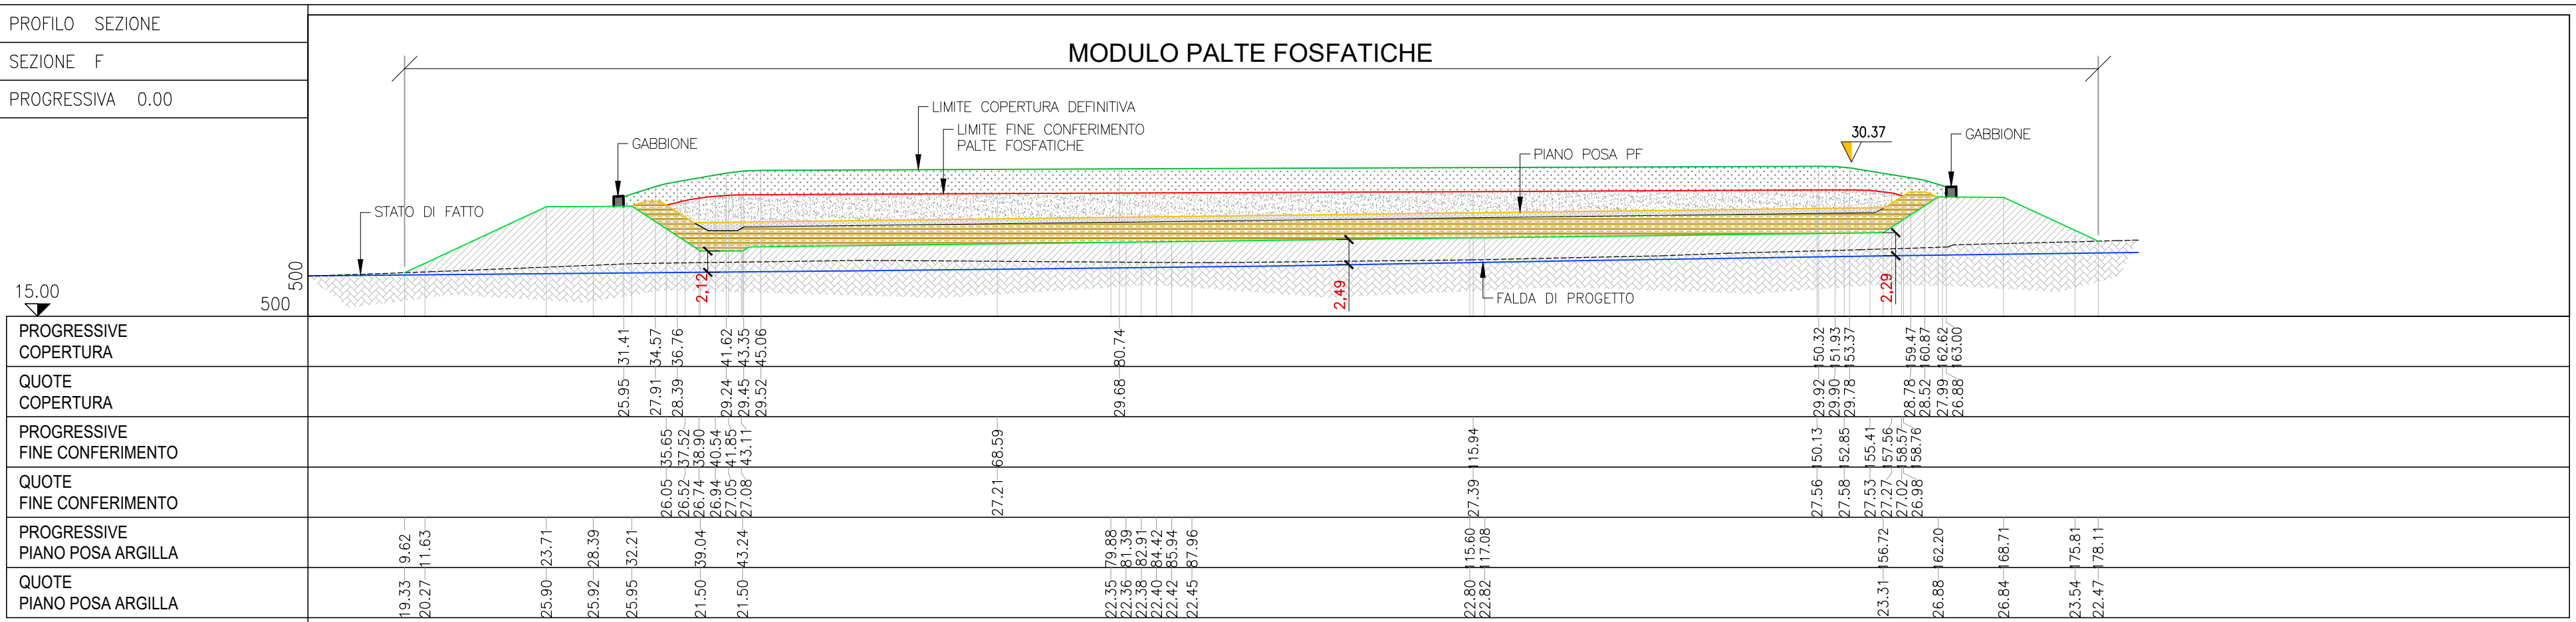 PROFILO SEZIONE
SEZIONE F
PROGRESSIVA 0.00
MODULO PALTE FOSFATICHE
LIMITE COPERTURA DEFINITIVA
LIMITE FINE CONFERIMENTO
PALTE FOSFATICHE
GABBIONE
PIANO POSA PF
30.37
GABBIONE
STATO DI FATTO
FALDA DI PROGETTO
2,12
2,49
2,29
15.00
500
500
PROGRESSIVE
COPERTURA
31.41 34.57 36.76 41.62 43.35 45.06 80.74 150.32 151.93 153.37 159.47 160.87 162.62 163.00
QUOTE
COPERTURA
25.95 27.91 28.39 29.24 29.45 29.52 29.68 29.92 29.90 29.78 28.78 28.52 27.99 26.88
PROGRESSIVE
FINE CONFERIMENTO
35.65 37.52 38.90 40.54 41.85 43.11 68.59 115.94 150.13 152.85 155.41 157.56 158.57 158.76
QUOTE
FINE CONFERIMENTO
26.05 26.52 26.74 26.94 27.05 27.08 27.21 27.39 27.56 27.58 27.53 27.27 27.02 26.98
PROGRESSIVE
PIANO POSA ARGILLA
9.62 11.63 23.71 28.39 32.21 39.04 43.24 79.88 81.39 82.91 84.42 85.94 87.96 115.60 117.08 156.72 162.20 168.71 175.81 178.11
QUOTE
PIANO POSA ARGILLA
19.33 20.27 25.90 25.92 25.95 21.50 21.50 22.35 22.36 22.38 22.40 22.42 22.45 22.80 22.82 23.31 26.88 26.84 23.54 22.47